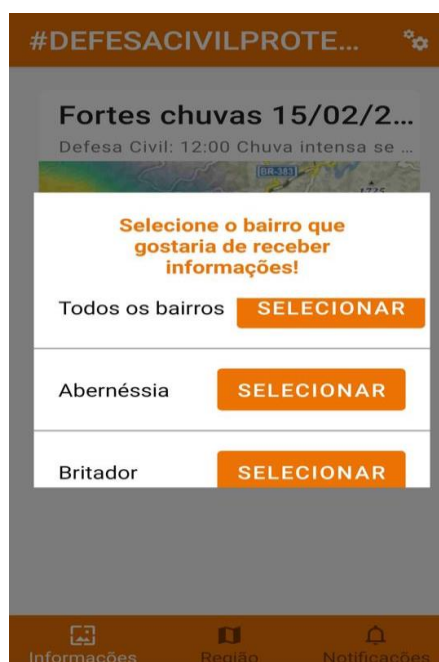 #DEFESACIVILPROTE...
Fortes chuvas 15/02/2...
Defesa Civil: 12:00 Chuva intensa se ...
BR-383
1725
Selecione o bairro que
gostaria de receber
informações!
Todos os bairros SELECIONAR
Abernéssia SELECIONAR
Britador SELECIONAR
Informações Região Notificações